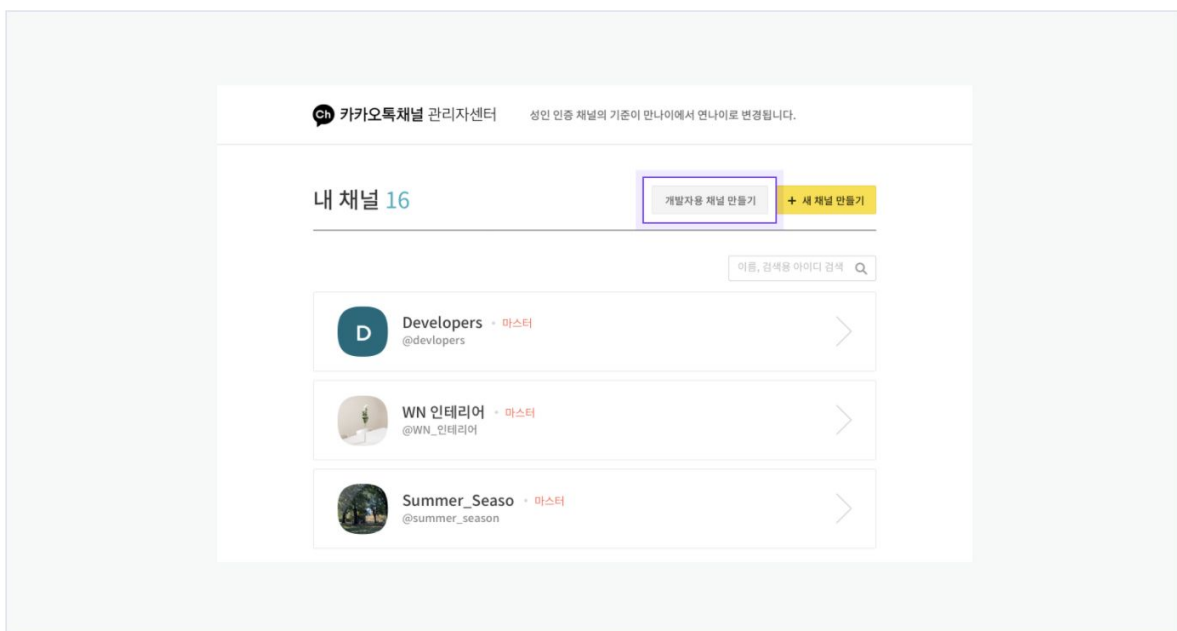 Ch 카카오톡채널 관리자센터 성인 인증 채널의 기준이 만나이에서 연나이로 변경됩니다.
내 채널 16 개발자용 채널 만들기 + 새 채널 만들기
이름, 검색용 아이디 검색
D Developers · 마스터
@devlopers
WN 인테리어 · 마스터
@WN_인테리어
Summer_Seaso · 마스터
@summer_season